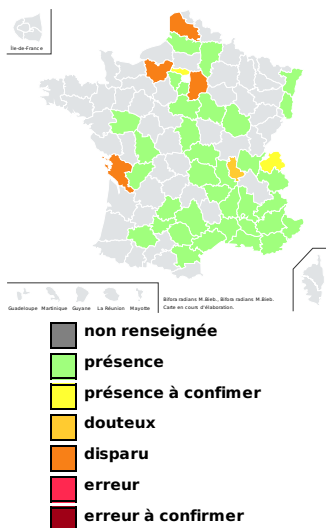 Île-de-France
Guadeloupe Martinique Guyane La Réunion Mayotte
Bifora radians M.Bieb., Bifora radians M.Bieb.
Carte en cours d'élaboration.
non renseignée
présence
présence à confimer
douteux
disparu
erreur
erreur à confirmer